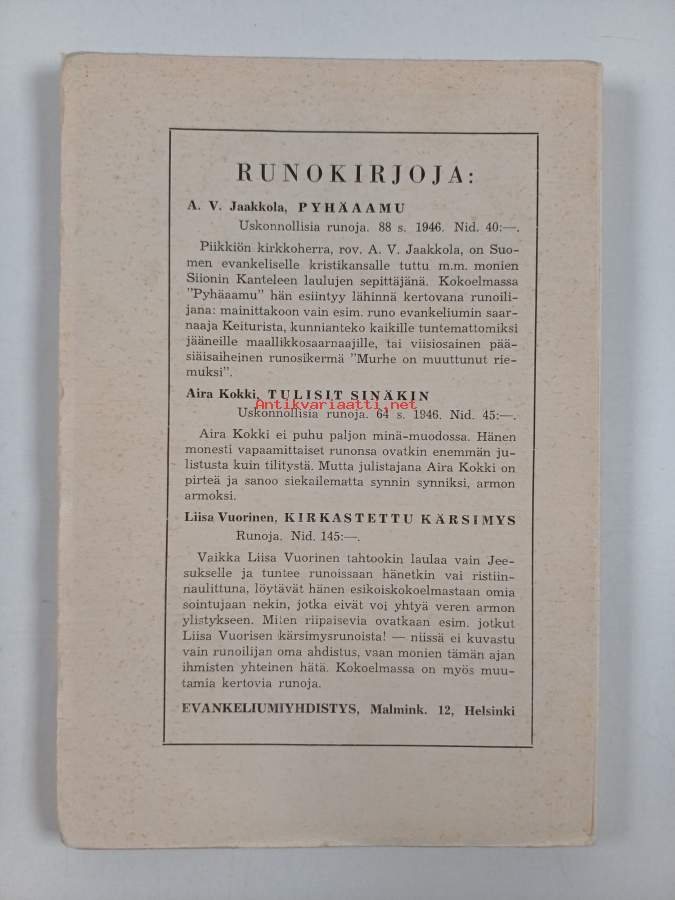 RUNOKIRJOJA:
A. V. Jaakkola, PYHÄAAMU
Uskonnollisia runoja. 88 s. 1946. Nid. 40:—.
Piikkiön kirkkoherra, rov. A. V. Jaakkola, on Suo-
men evankeliselle kristikansalle tuttu m.m. monien
Siionin Kanteleen laulujen sepittäjänä. Kokoelmassa
"Pyhäaamu" hän esiintyy lähinnä kertovana runoili-
jana: mainittakoon vain esim. runo evankeliumin saar-
naaja Keiturista, kunnianteko kaikille tuntemattomiksi
jääneille maallikkosaarnaajille, tai viisiosainen pää-
siäisaiheinen runosikermä "Murhe on muuttunut rie-
muksi".
Aira Kokki, TULISIT SINÄKIN
Antikvariaatti.net
Uskonnollisia runoja. 64 s. 1946. Nid. 45:—.
Aira Kokki ei puhu paljon minä-muodossa. Hänen
monesti vapaamittaiset runonsa ovatkin enemmän ju-
listusta kuin tilitystä. Mutta julistajana Aira Kokki on
pirteä ja sanoo siekailematta synnin synniksi, armon
armoksi.
Liisa Vuorinen, KIRKASTETTU KÄRSIMYS
Runoja. Nid. 145:—.
Vaikka Liisa Vuorinen tahtookin laulaa vain Jee-
sukselle ja tuntee runoissaan hänetkin vai ristiin-
naulittuna, löytävät hänen esikoiskokoelmastaan omia
sointujaan nekin, jotka eivät voi yhtyä veren armon
ylistykseen. Miten riipaisevia ovatkaan esim. jotkut
Liisa Vuorisen kärsimysrunoista! — niissä ei kuvastu
vain runoilijan oma ahdistus, vaan monien tämän ajan
ihmisten yhteinen hätä. Kokoelmassa on myös muu-
tamia kertovia runoja.
EVANKELIUMIYHDISTYS, Malmink. 12, Helsinki